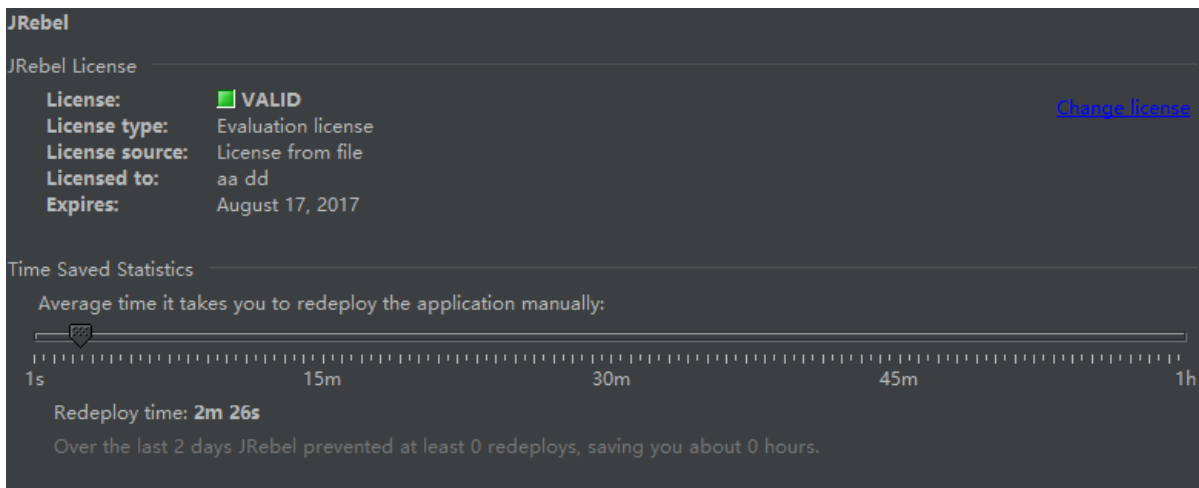 JRebel
JRebel License
License: VALID
Change license
License type: Evaluation license
License source: License from file
Licensed to: aa dd
Expires: August 17, 2017
Time Saved Statistics
Average time it takes you to redeploy the application manually:
1s 15m 30m 45m 1h
Redeploy time: 2m 26s
Over the last 2 days JRebel prevented at least 0 redeploys, saving you about 0 hours.